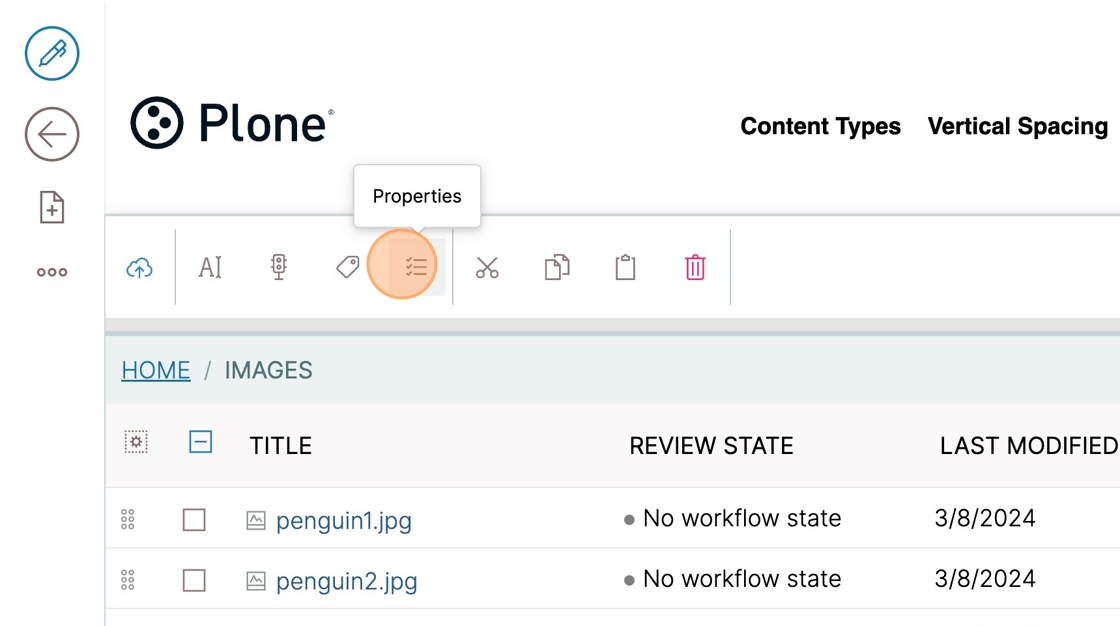 Plone®
Content Types
Vertical Spacing
Properties
AI
HOME / IMAGES
TITLE
REVIEW STATE
LAST MODIFIED
penguin1.jpg
No workflow state
3/8/2024
penguin2.jpg
No workflow state
3/8/2024